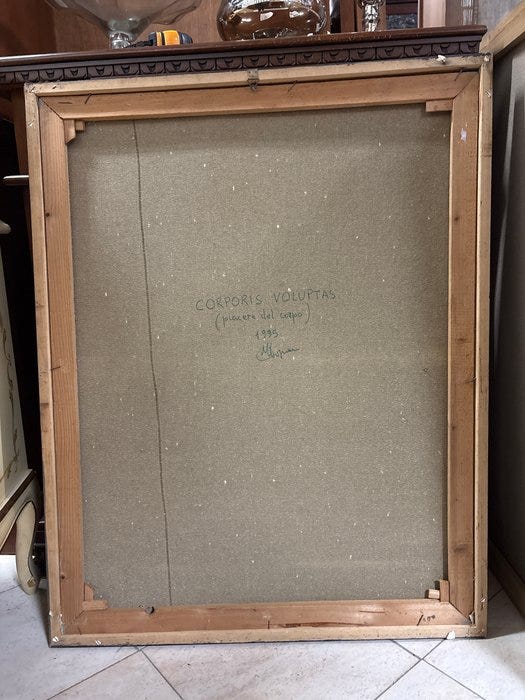 CORPORIS VOLUPTAS
(piacere del corpo)
1995